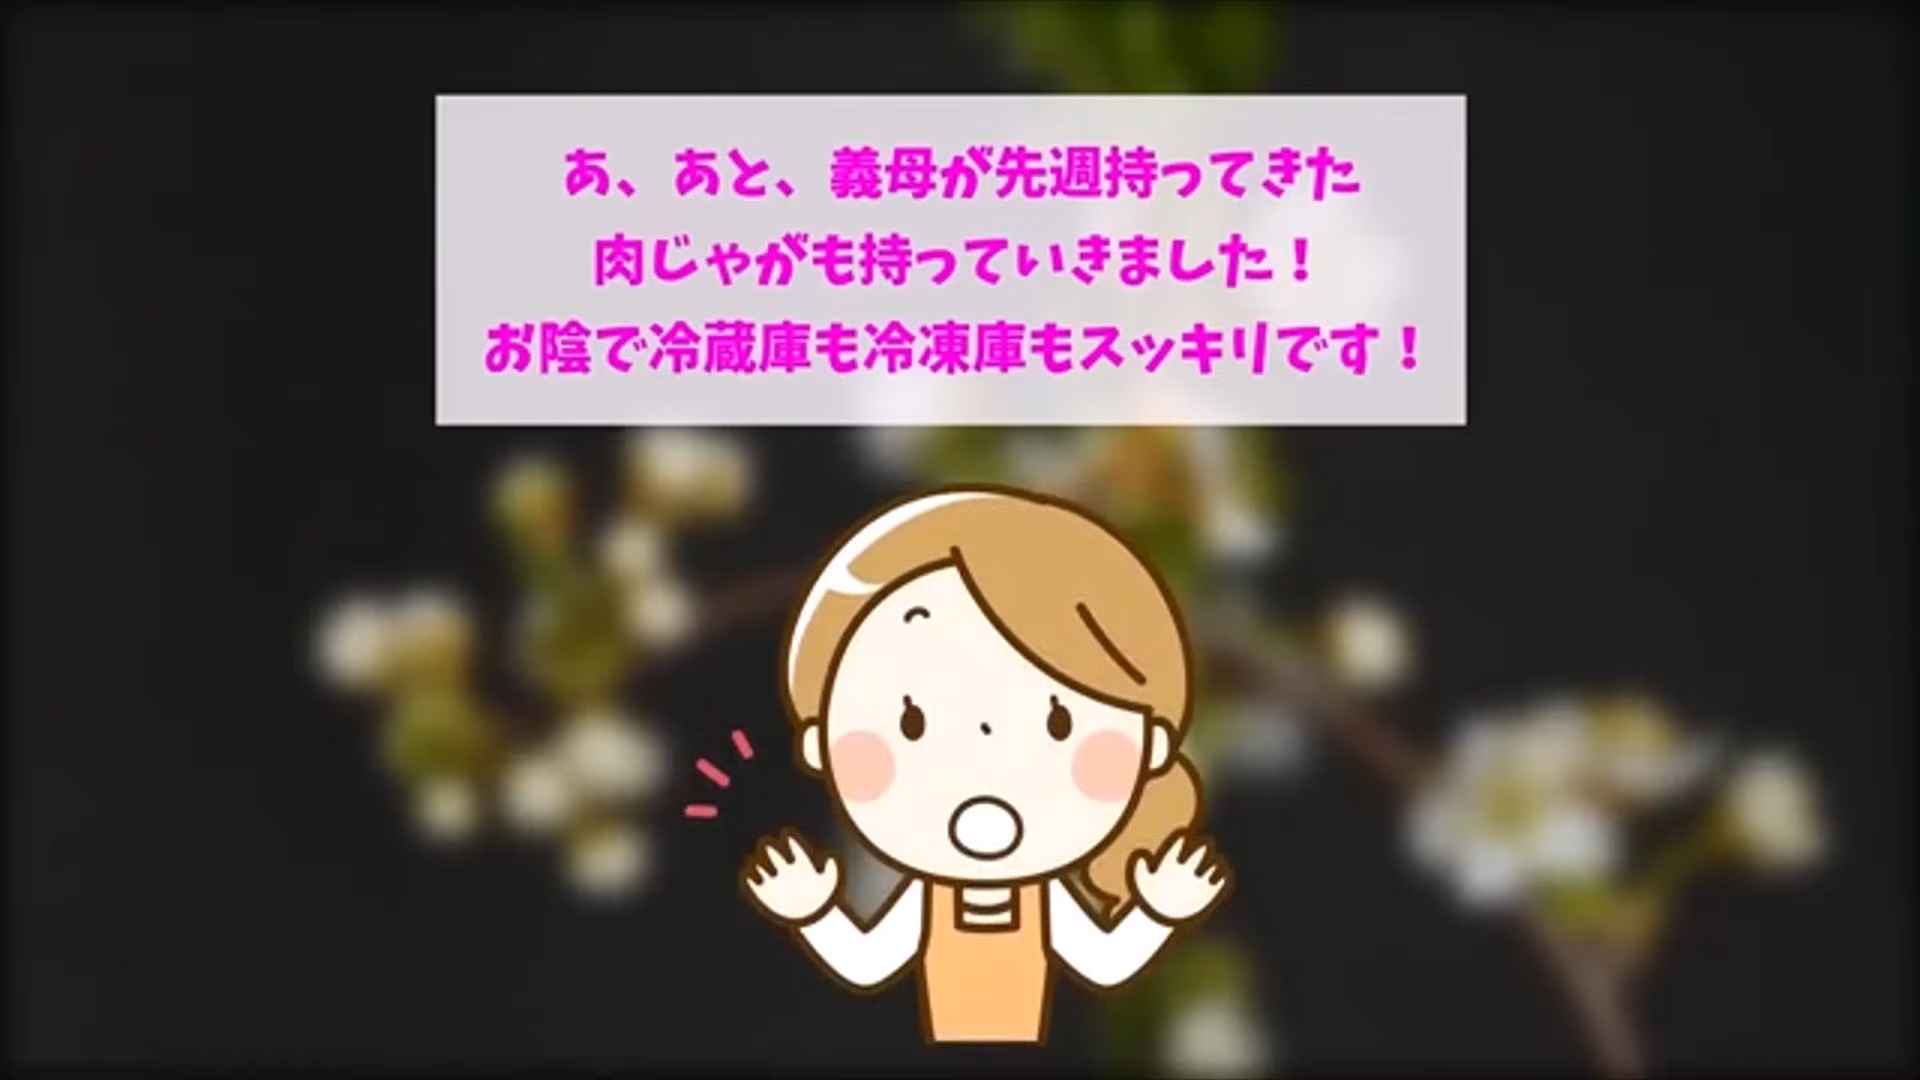 あ、あと、義母が先週持ってきた
肉じゃがも持っていきました！
お陰で冷蔵庫も冷凍庫もスッキリです！